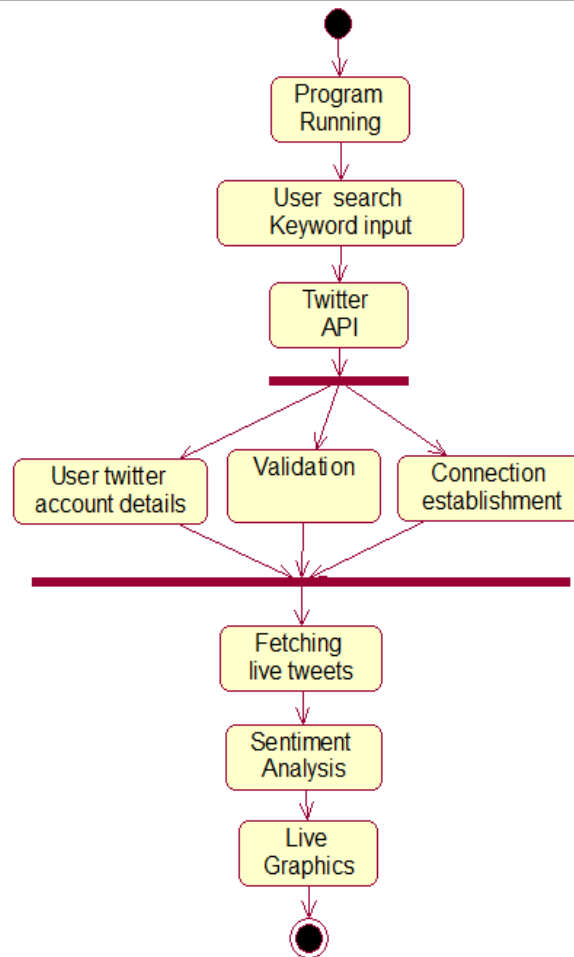 Program
Running
User search
Keyword input
Twitter
API
User twitter
account details
Validation
Connection
establishment
Fetching
live tweets
Sentiment
Analysis
Live
Graphics